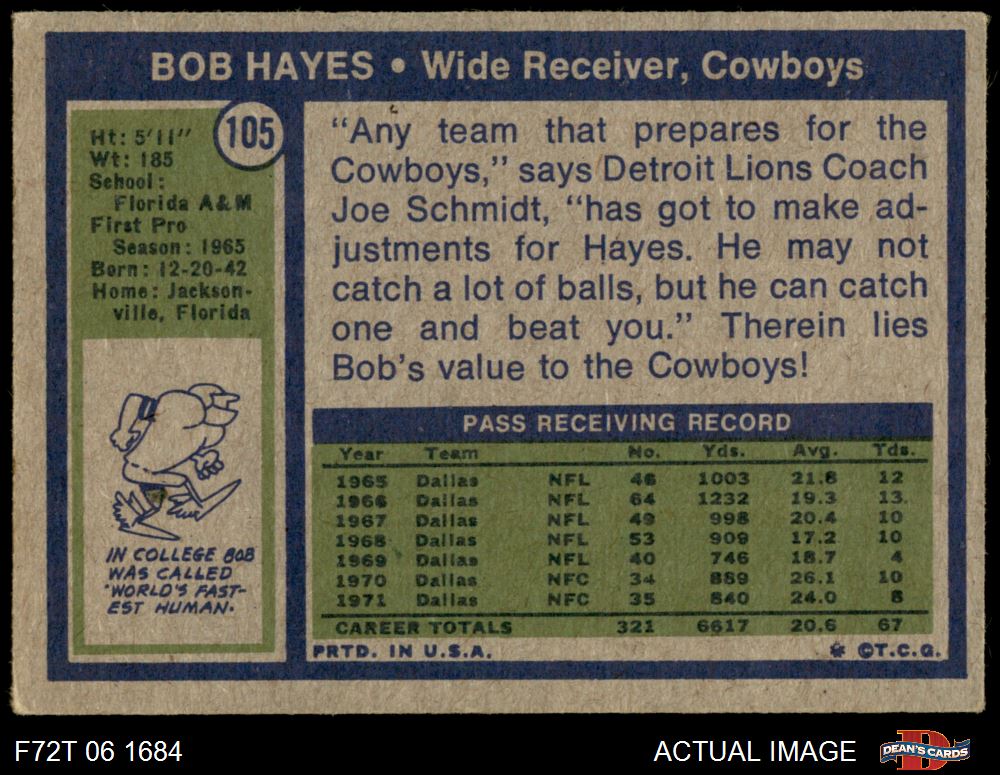 BOB HAYES • Wide Receiver, Cowboys
105
Ht: 5'11"
Wt: 185
School:
Florida A&M
First Pro
Season: 1965
Born: 12-20-42
Home: Jackson-
ville, Florida
IN COLLEGE BOB
WAS CALLED
"WORLD'S FAST-
EST HUMAN.
"Any team that prepares for the
Cowboys," says Detroit Lions Coach
Joe Schmidt, "has got to make ad-
justments for Hayes. He may not
catch a lot of balls, but he can catch
one and beat you." Therein lies
Bob's value to the Cowboys!
PASS RECEIVING RECORD
Year Team No. Yds. Avg. Tds.
1965 Dallas NFL 46 1003 21.8 12
1966 Dallas NFL 64 1232 19.3 13
1967 Dallas NFL 49 998 20.4 10
1968 Dallas NFL 53 909 17.2 10
1969 Dallas NFL 40 746 18.7 4
1970 Dallas NFC 34 889 26.1 10
1971 Dallas NFC 35 840 24.0 8
CAREER TOTALS 321 6617 20.6 67
PRTD. IN U.S.A. * ©T.C.G.
F72T 06 1684 ACTUAL IMAGE DEAN'S CARDS